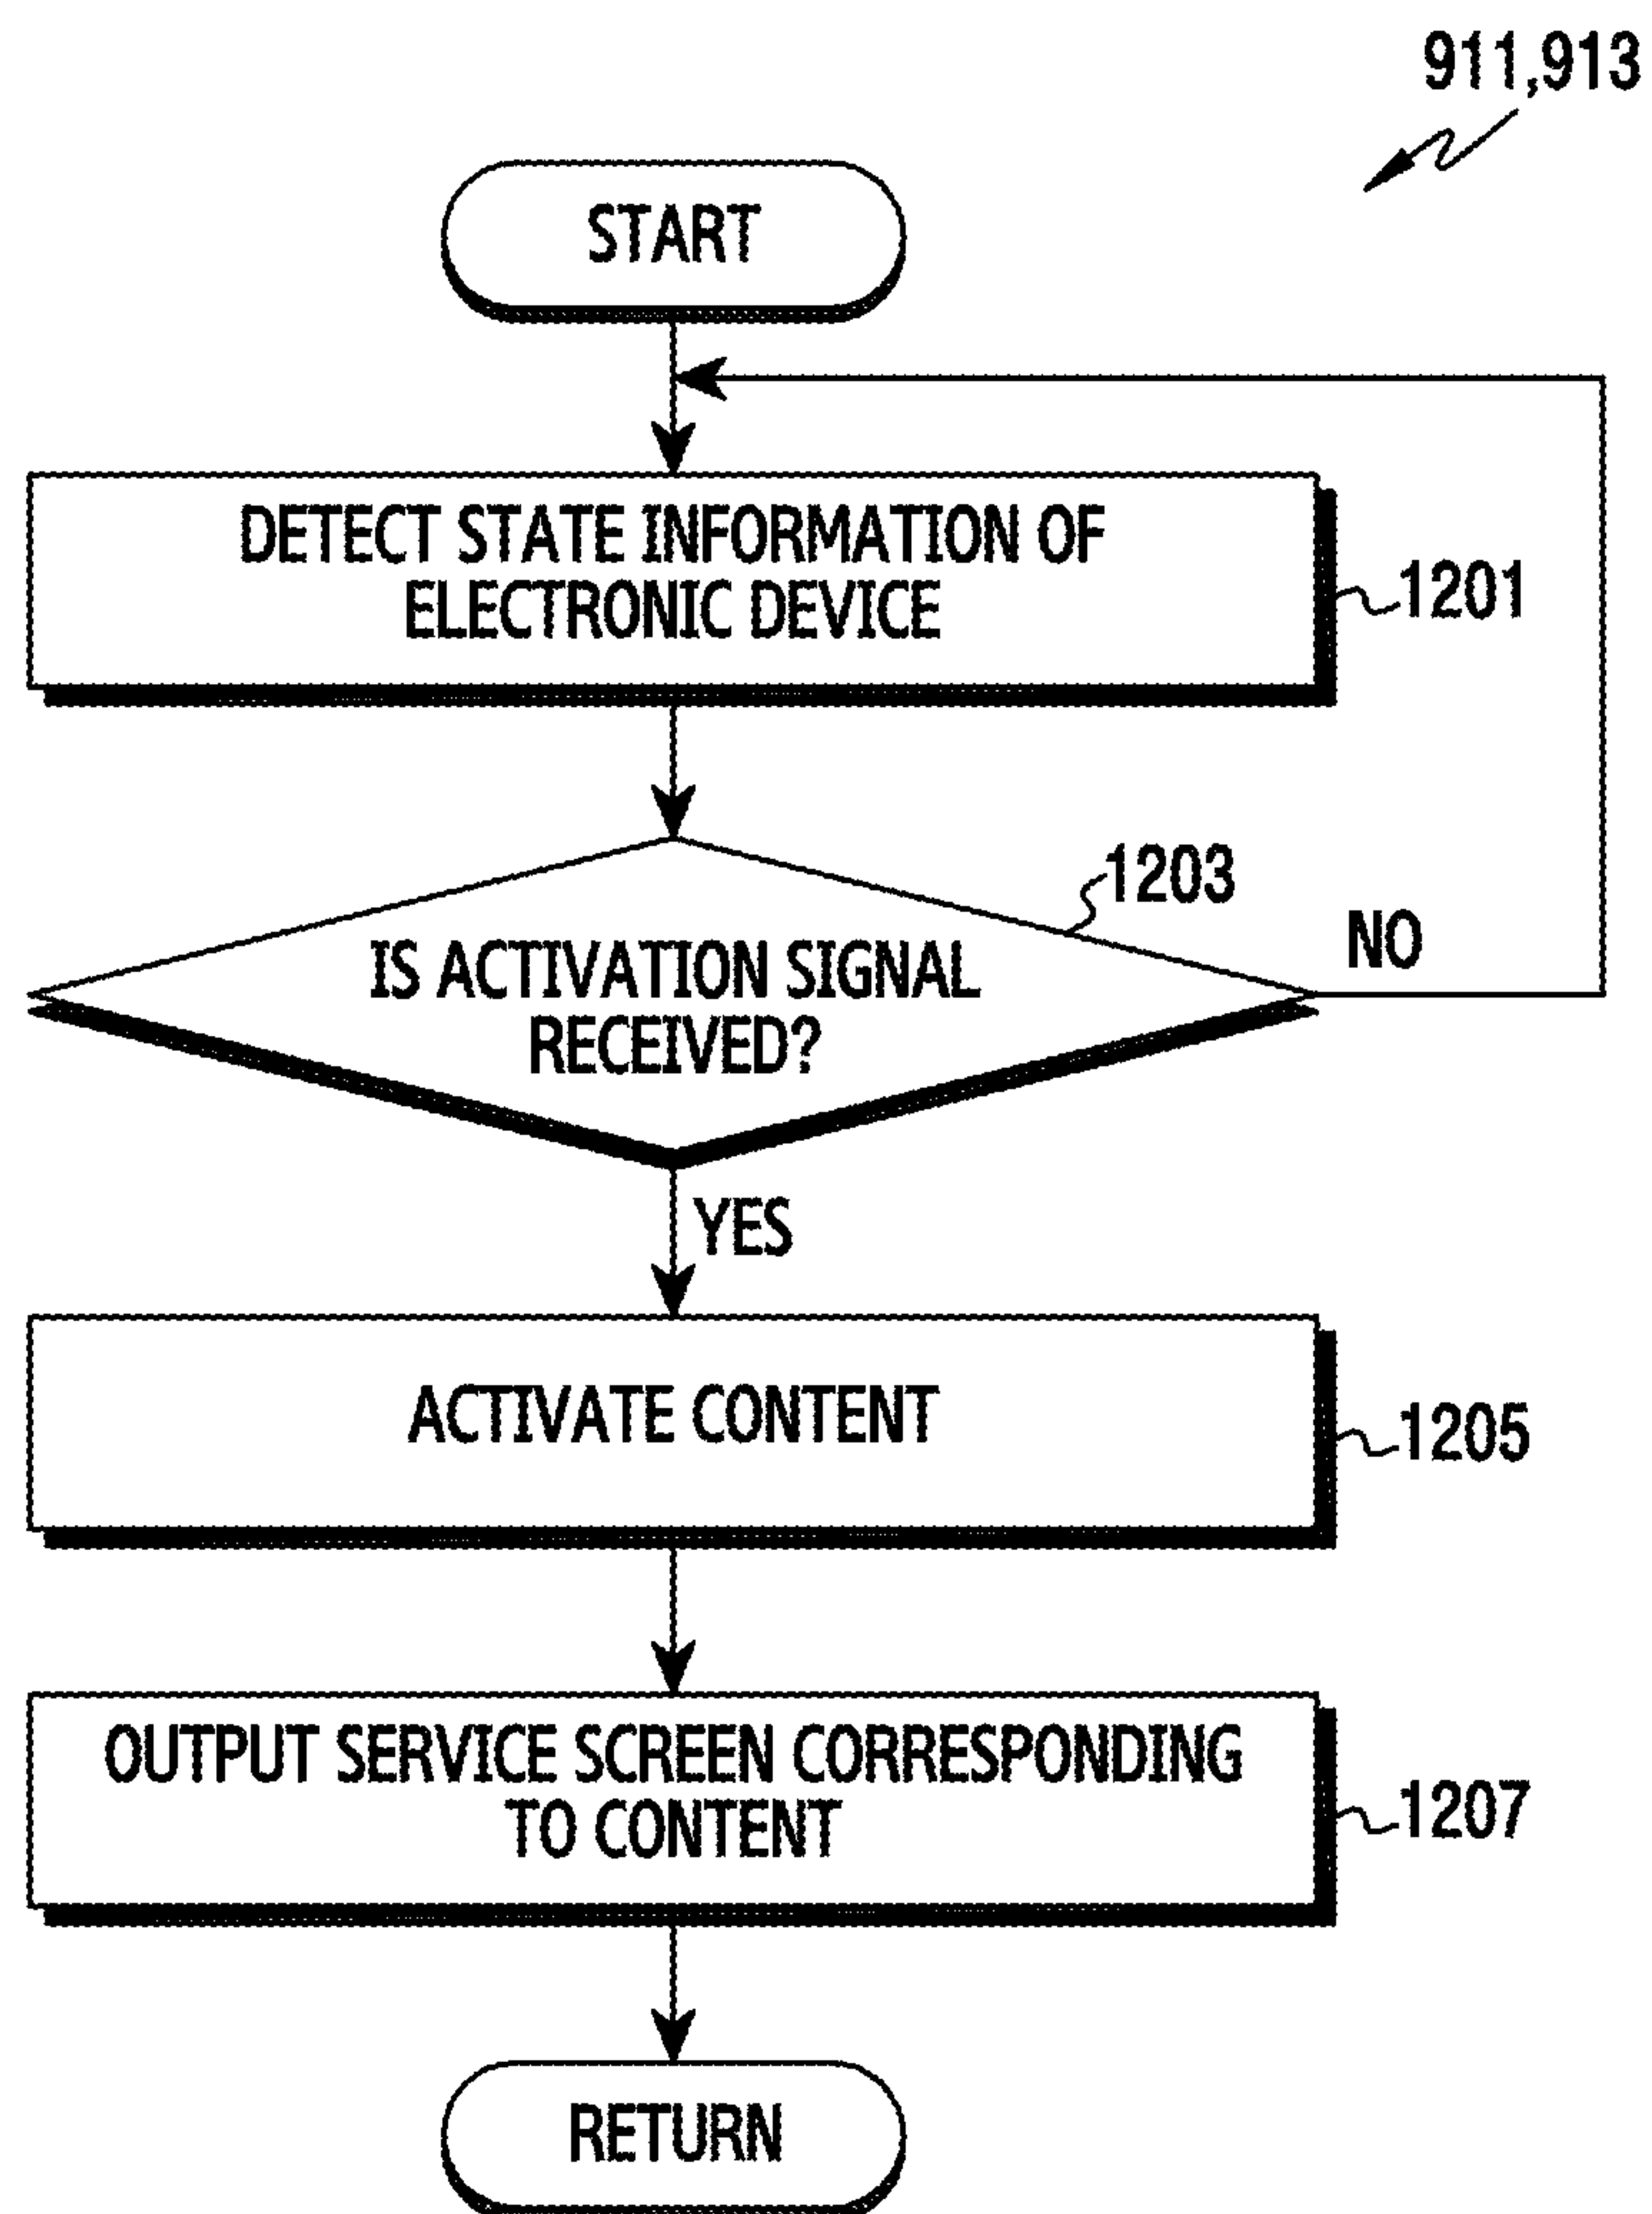 911,913
START
DETECT STATE INFORMATION OF
ELECTRONIC DEVICE
1201
1203
NO
IS ACTIVATION SIGNAL
RECEIVED?
YES
ACTIVATE CONTENT
1205
OUTPUT SERVICE SCREEN CORRESPONDING
TO CONTENT
1207
RETURN